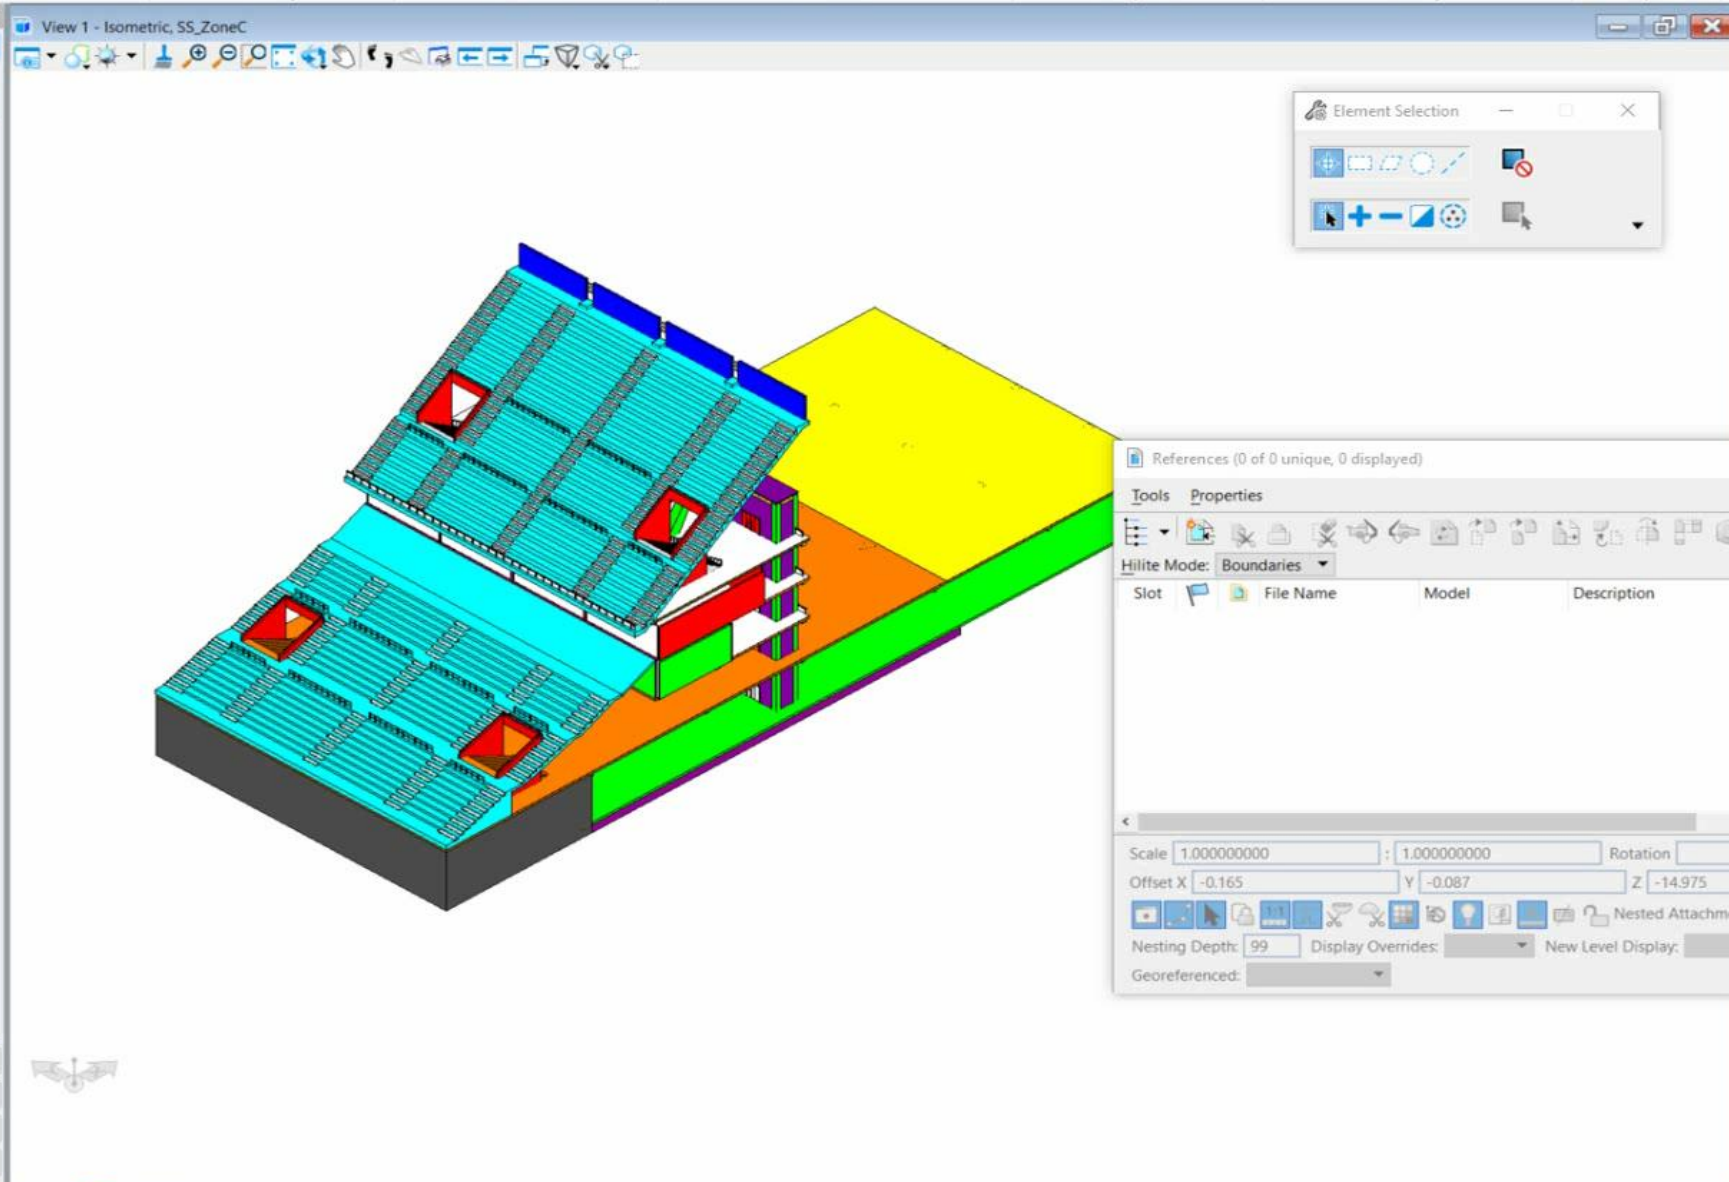 View 1 - Isometric, SS_ZoneC
Element Selection
References (0 of 0 unique, 0 displayed)
Tools Properties
Hilite Mode: Boundaries
Slot File Name Model Description
Scale 1.000000000 : 1.000000000 Rotation
Offset X -0.165 Y -0.087 Z -14.975
1:1 Nested Attachm
Nesting Depth: 99 Display Overrides: New Level Display:
Georeferenced: